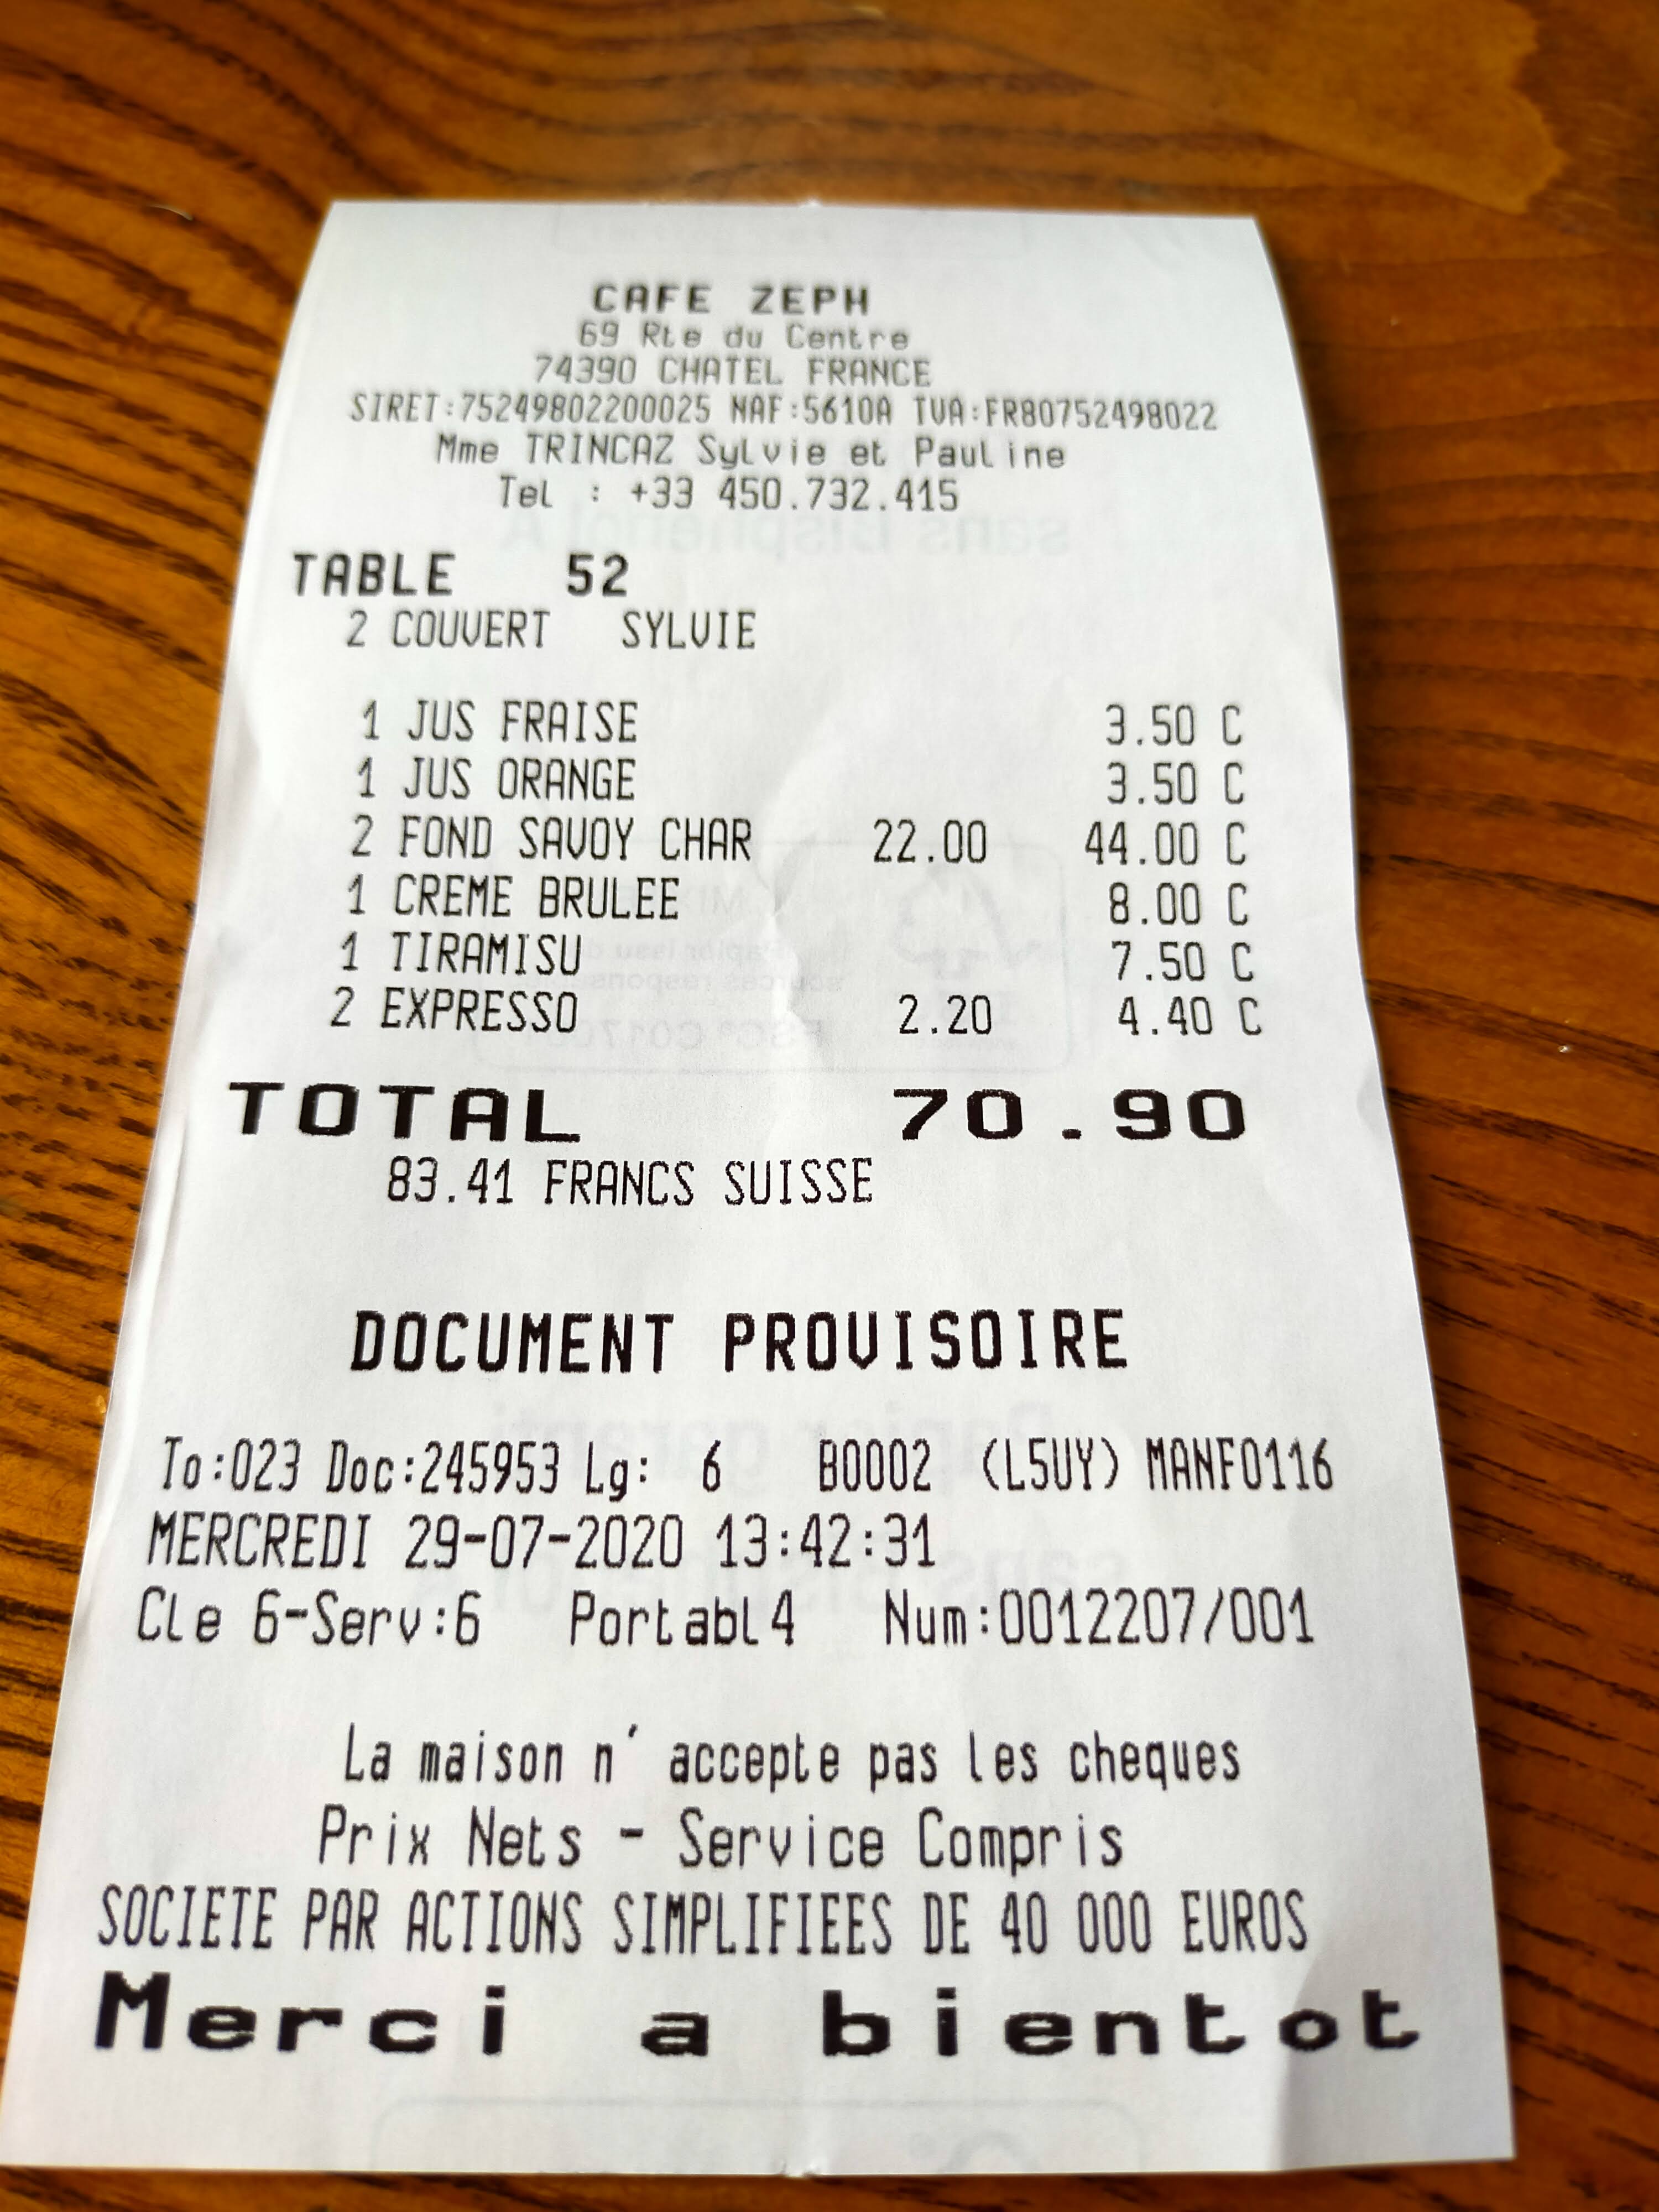 CAFE ZEPH
69 Rte du Centre
74390 CHATEL FRANCE
SIRET:75249802200025 NAF:5610A TVA:FR80752498022
Mme TRINCAZ Sylvie et Pauline
Tel : +33 450.732.415
TABLE 52
2 COUVERT SYLVIE
1 JUS FRAISE 3.50 C
1 JUS ORANGE 3.50 C
2 FOND SAVOY CHAR 22.00 44.00 C
1 CREME BRULEE 8.00 C
1 TIRAMISU 7.50 C
2 EXPRESSO 2.20 4.40 C
TOTAL 70.90
83.41 FRANCS SUISSE
DOCUMENT PROVISOIRE
To:023 Doc:245953 Lg: 6 B0002 (L5UY) MANF0116
MERCREDI 29-07-2020 13:42:31
Cle 6-Serv:6 Portabl4 Num:0012207/001
La maison n' accepte pas les cheques
Prix Nets - Service Compris
SOCIETE PAR ACTIONS SIMPLIFIEES DE 40 000 EUROS
Merci a bientot